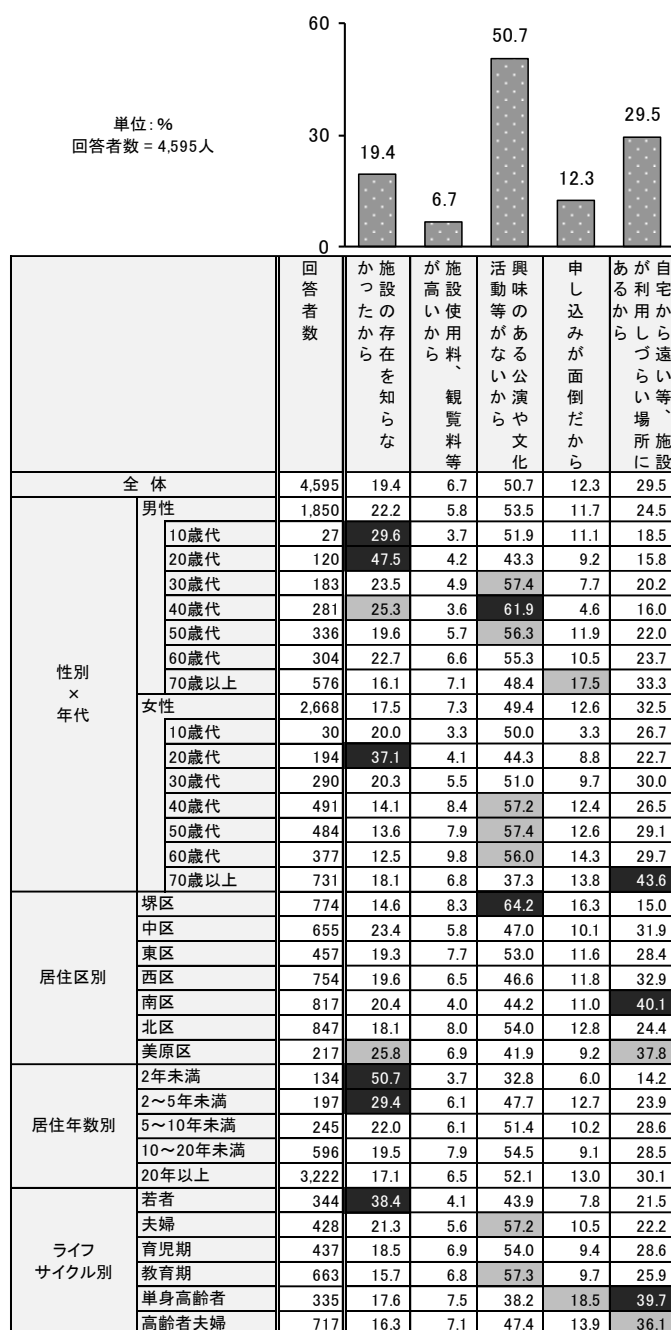 60
30
0
単位：%
回答者数 = 4,595人
19.4
6.7
50.7
12.3
29.5
回答者数
施設の存在を知らなかったから
施設使用料、観覧料等が高いから
興味のある公演や文化活動等がないから
申し込みが面倒だから
自宅から遠い等、施設が利用しづらい場所にあるから
全 体 4,595 19.4 6.7 50.7 12.3 29.5
性別×年代
男性 1,850 22.2 5.8 53.5 11.7 24.5
10歳代 27 29.6 3.7 51.9 11.1 18.5
20歳代 120 47.5 4.2 43.3 9.2 15.8
30歳代 183 23.5 4.9 57.4 7.7 20.2
40歳代 281 25.3 3.6 61.9 4.6 16.0
50歳代 336 19.6 5.7 56.3 11.9 22.0
60歳代 304 22.7 6.6 55.3 10.5 23.7
70歳以上 576 16.1 7.1 48.4 17.5 33.3
女性 2,668 17.5 7.3 49.4 12.6 32.5
10歳代 30 20.0 3.3 50.0 3.3 26.7
20歳代 194 37.1 4.1 44.3 8.8 22.7
30歳代 290 20.3 5.5 51.0 9.7 30.0
40歳代 491 14.1 8.4 57.2 12.4 26.5
50歳代 484 13.6 7.9 57.4 12.6 29.1
60歳代 377 12.5 9.8 56.0 14.3 29.7
70歳以上 731 18.1 6.8 37.3 13.8 43.6
居住区別
堺区 774 14.6 8.3 64.2 16.3 15.0
中区 655 23.4 5.8 47.0 10.1 31.9
東区 457 19.3 7.7 53.0 11.6 28.4
西区 754 19.6 6.5 46.6 11.8 32.9
南区 817 20.4 4.0 44.2 11.0 40.1
北区 847 18.1 8.0 54.0 12.8 24.4
美原区 217 25.8 6.9 41.9 9.2 37.8
居住年数別
2年未満 134 50.7 3.7 32.8 6.0 14.2
2～5年未満 197 29.4 6.1 47.7 12.7 23.9
5～10年未満 245 22.0 6.1 51.4 10.2 28.6
10～20年未満 596 19.5 7.9 54.5 9.1 28.5
20年以上 3,222 17.1 6.5 52.1 13.0 30.1
ライフサイクル別
若者 344 38.4 4.1 43.9 7.8 21.5
夫婦 428 21.3 5.6 57.2 10.5 22.2
育児期 437 18.5 6.9 54.0 9.4 28.6
教育期 663 15.7 6.8 57.3 9.7 25.9
単身高齢者 335 17.6 7.5 38.2 18.5 39.7
高齢者夫婦 717 16.3 7.1 47.4 13.9 36.1